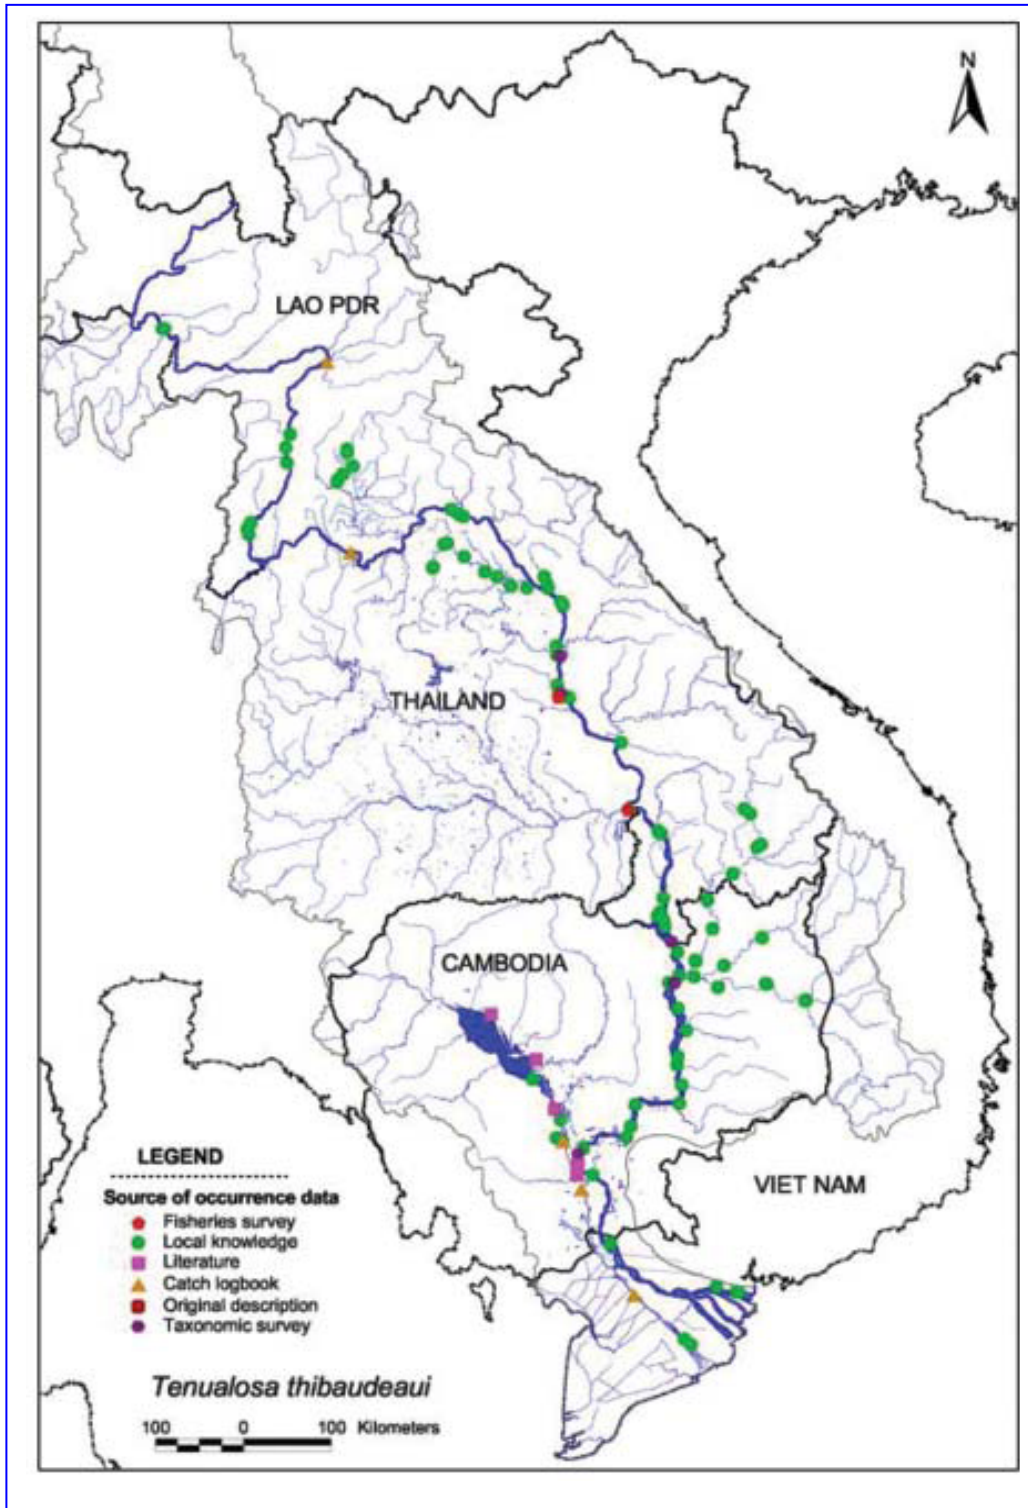 N
LAO PDR
THAILAND
CAMBODIA
VIET NAM
LEGEND
Source of occurrence data
Fisheries survey
Local knowledge
Literature
Catch logbook
Original description
Taxonomic survey
Tenualosa thibaudeaui
100 0 100 Kilometers